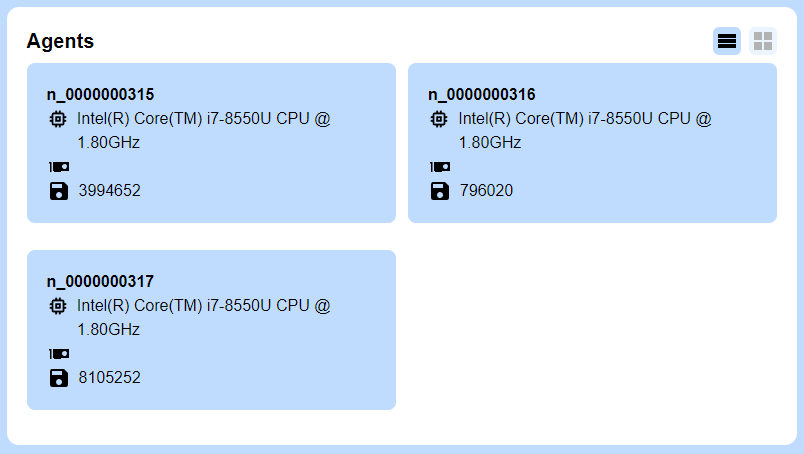 Agents
n_0000000315
Intel(R) Core(TM) i7-8550U CPU @
1.80GHz
3994652
n_0000000316
Intel(R) Core(TM) i7-8550U CPU @
1.80GHz
796020
n_0000000317
Intel(R) Core(TM) i7-8550U CPU @
1.80GHz
8105252